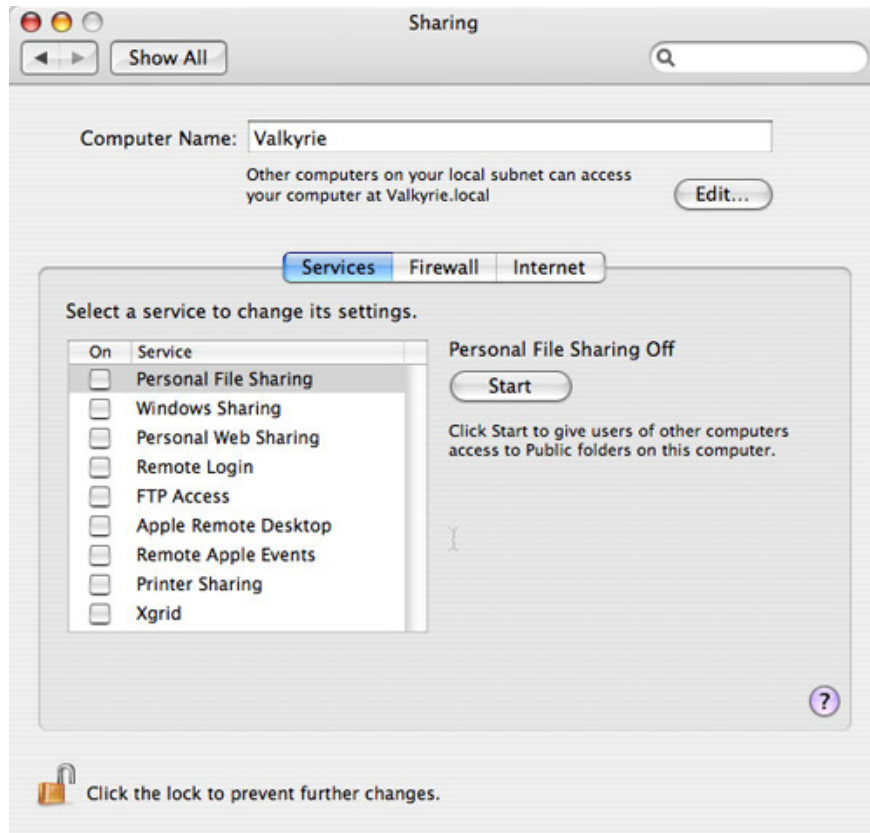 Sharing
Show All
Computer Name: Valkyrie
Other computers on your local subnet can access
your computer at Valkyrie.local
Edit...
Services Firewall Internet
Select a service to change its settings.
On Service
Personal File Sharing
Windows Sharing
Personal Web Sharing
Remote Login
FTP Access
Apple Remote Desktop
Remote Apple Events
Printer Sharing
Xgrid
Personal File Sharing Off
Start
Click Start to give users of other computers
access to Public folders on this computer.
?
Click the lock to prevent further changes.